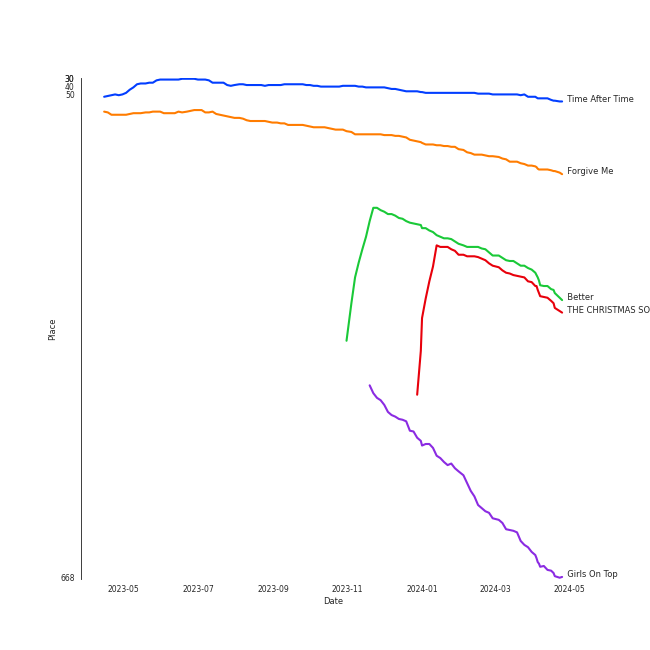 30
40
50
Time After Time
Forgive Me
Better
THE CHRISTMAS SO
Place
Girls On Top
668
2023-05
2023-07
2023-09
2023-11
2024-01
2024-03
2024-05
Date